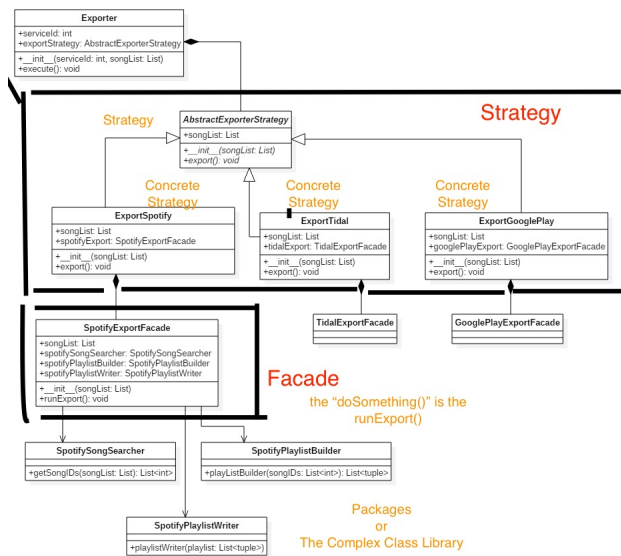 Exporter
+serviceId: int
+exportStrategy: AbstractExporterStrategy
+__init__(serviceId: int, songList: List)
+execute(): void
Strategy
AbstractExporterStrategy
+songList: List
+__init__(songList: List)
+export(): void
Strategy
Concrete
Strategy
ExportSpotify
+songList: List
+spotifyExport: SpotifyExportFacade
+__init__(songList: List)
+export(): void
Concrete
Strategy
ExportTidal
+songList: List
+tidalExport: TidalExportFacade
+__init__(songList: List)
+export(): void
Concrete
Strategy
ExportGooglePlay
+songList: List
+googlePlayExport: GooglePlayExportFacade
+__init__(songList: List)
+export(): void
SpotifyExportFacade
+songList: List
+spotifySongSearcher: SpotifySongSearcher
+spotifyPlaylistBuilder: SpotifyPlaylistBuilder
+spotifyPlaylistWriter: SpotifyPlaylistWriter
+__init__(songList: List)
+runExport(): void
TidalExportFacade
GooglePlayExportFacade
Facade
the "doSomething()" is the
runExport()
SpotifySongSearcher
+getSongIDs(songList: List): List<int>
SpotifyPlaylistBuilder
+playListBuilder(songIDs: List<int>): List<tuple>
SpotifyPlaylistWriter
+playlistWriter(playlist: List<tuple>)
Packages
or
The Complex Class Library